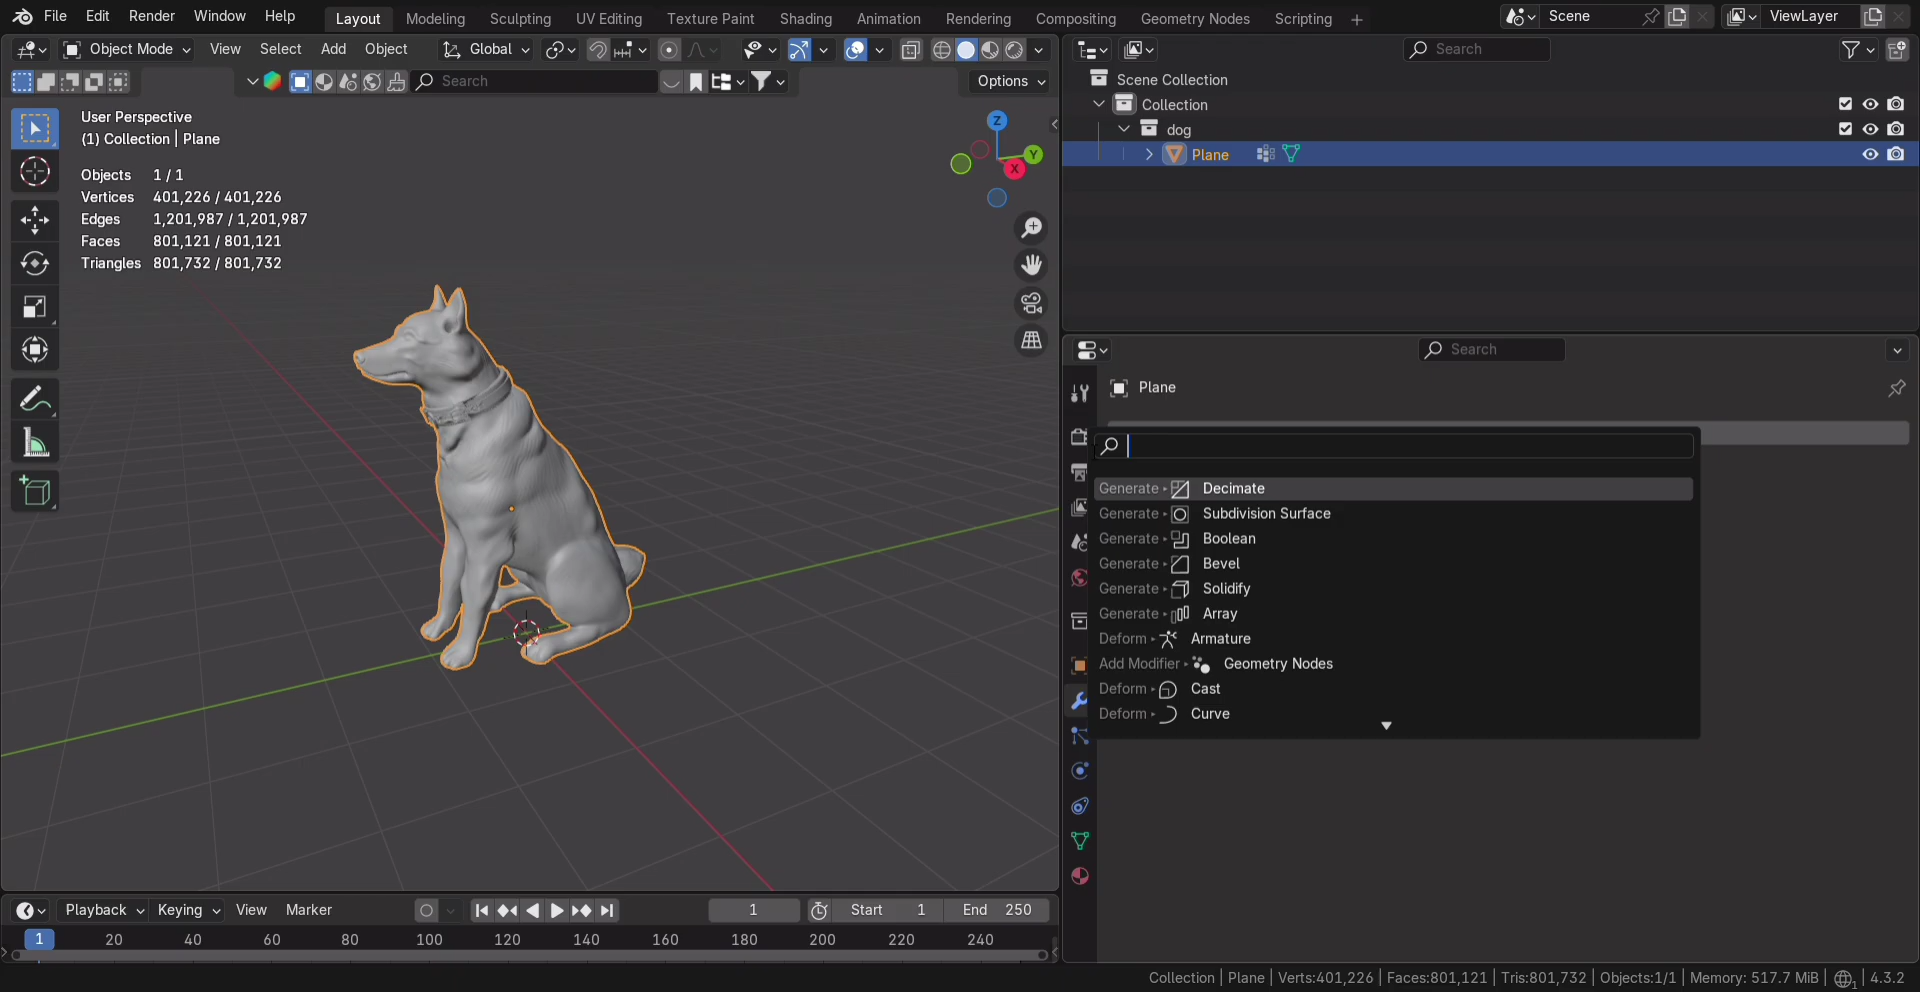 File Edit Render Window Help Layout Modeling Sculpting UV Editing Texture Paint Shading Animation Rendering Compositing Geometry Nodes Scripting + Scene ViewLayer
Object Mode View Select Add Object Global Search
Search Options
User Perspective
(1) Collection | Plane
Objects 1 / 1
Vertices 401,226 / 401,226
Edges 1,201,987 / 1,201,987
Faces 801,121 / 801,121
Triangles 801,732 / 801,732
Z
Y
X
Scene Collection
Collection
dog
Plane
Search
Plane
Generate Decimate
Generate Subdivision Surface
Generate Boolean
Generate Bevel
Generate Solidify
Generate Array
Deform Armature
Add Modifier Geometry Nodes
Deform Cast
Deform Curve
Playback Keying View Marker 1 Start 1 End 250
1 20 40 60 80 100 120 140 160 180 200 220 240
Collection | Plane | Verts:401,226 | Faces:801,121 | Tris:801,732 | Objects:1/1 | Memory: 517.7 MiB | 1 | 4.3.2